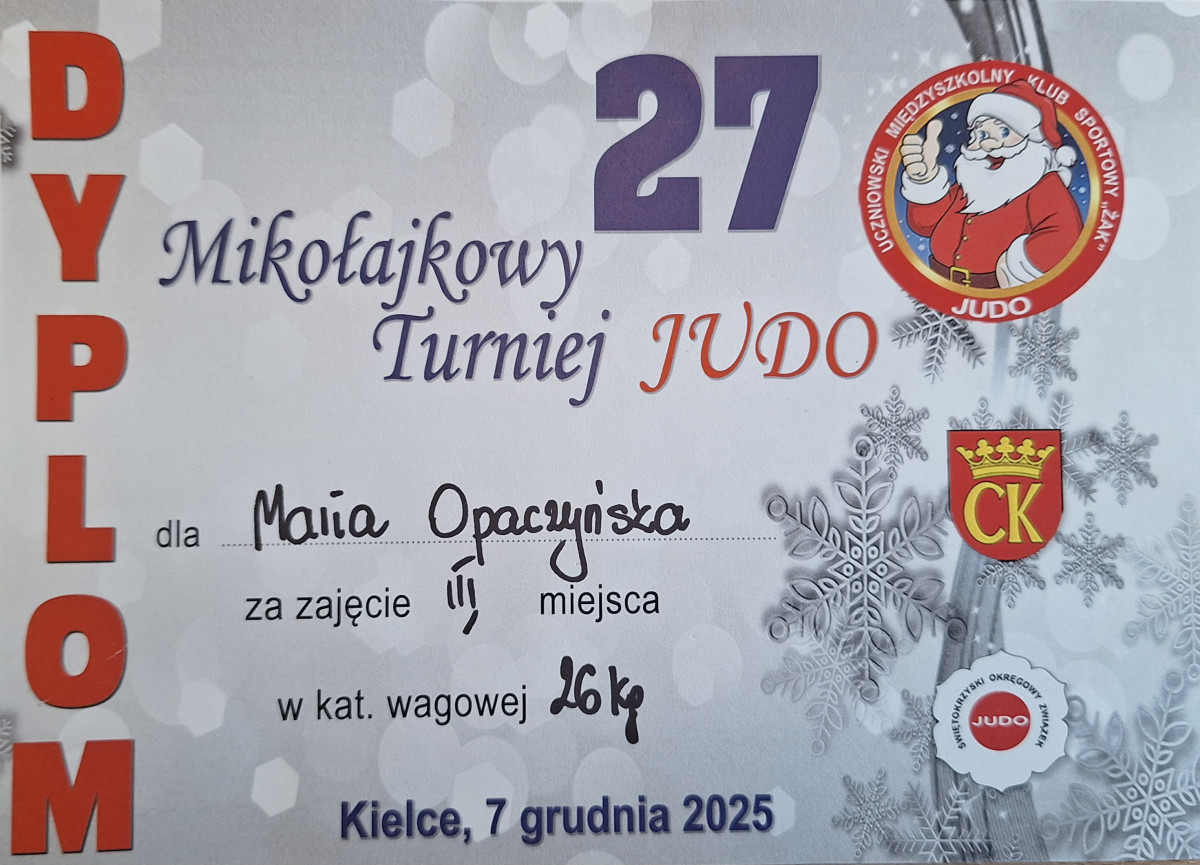 DYPLOM
27
Mikołajkowy
Turniej JUDO
UCZNIOWSKI MIĘDZYSZKOLNY KLUB SPORTOWY „ŻAK”
JUDO
CK
dla Maria Opaczyńska
za zajęcie III miejsca
w kat. wagowej 26 kg
ŚWIĘTOKRZYSKI OKRĘGOWY ZWIĄZEK
JUDO
Kielce, 7 grudnia 2025